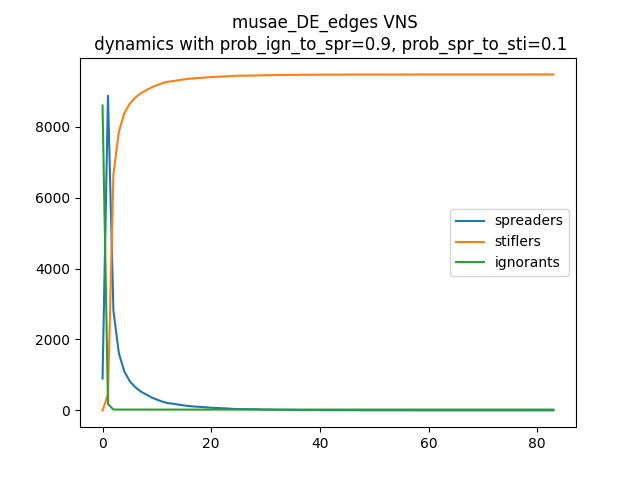 musae_DE_edges VNS
dynamics with prob_ign_to_spr=0.9, prob_spr_to_sti=0.1
8000
6000
4000
2000
0
spreaders
stiflers
ignorants
0 20 40 60 80